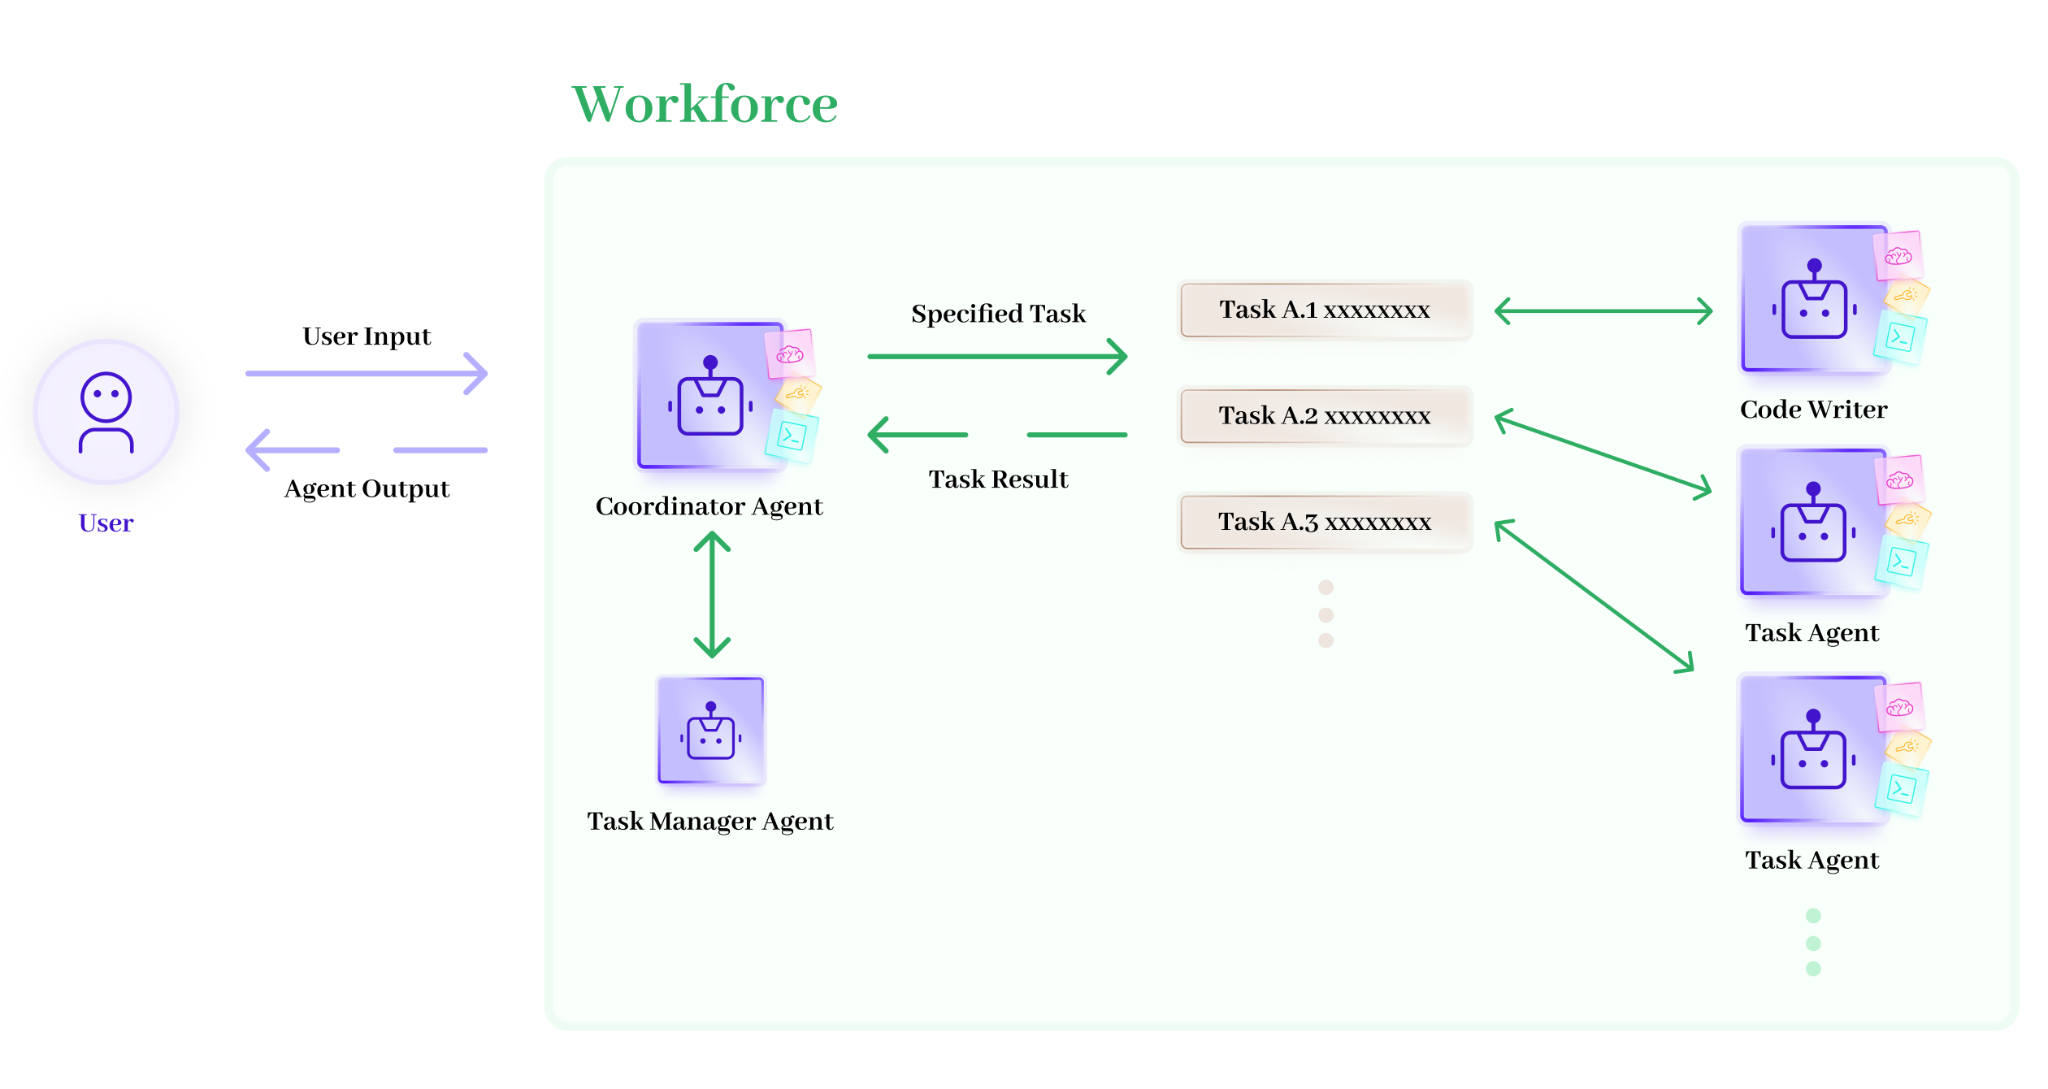 Workforce
User Input
Agent Output
User
Coordinator Agent
Task Manager Agent
Specified Task
Task Result
Task A.1 xxxxxxxx
Task A.2 xxxxxxxx
Task A.3 xxxxxxxx
Code Writer
Task Agent
Task Agent